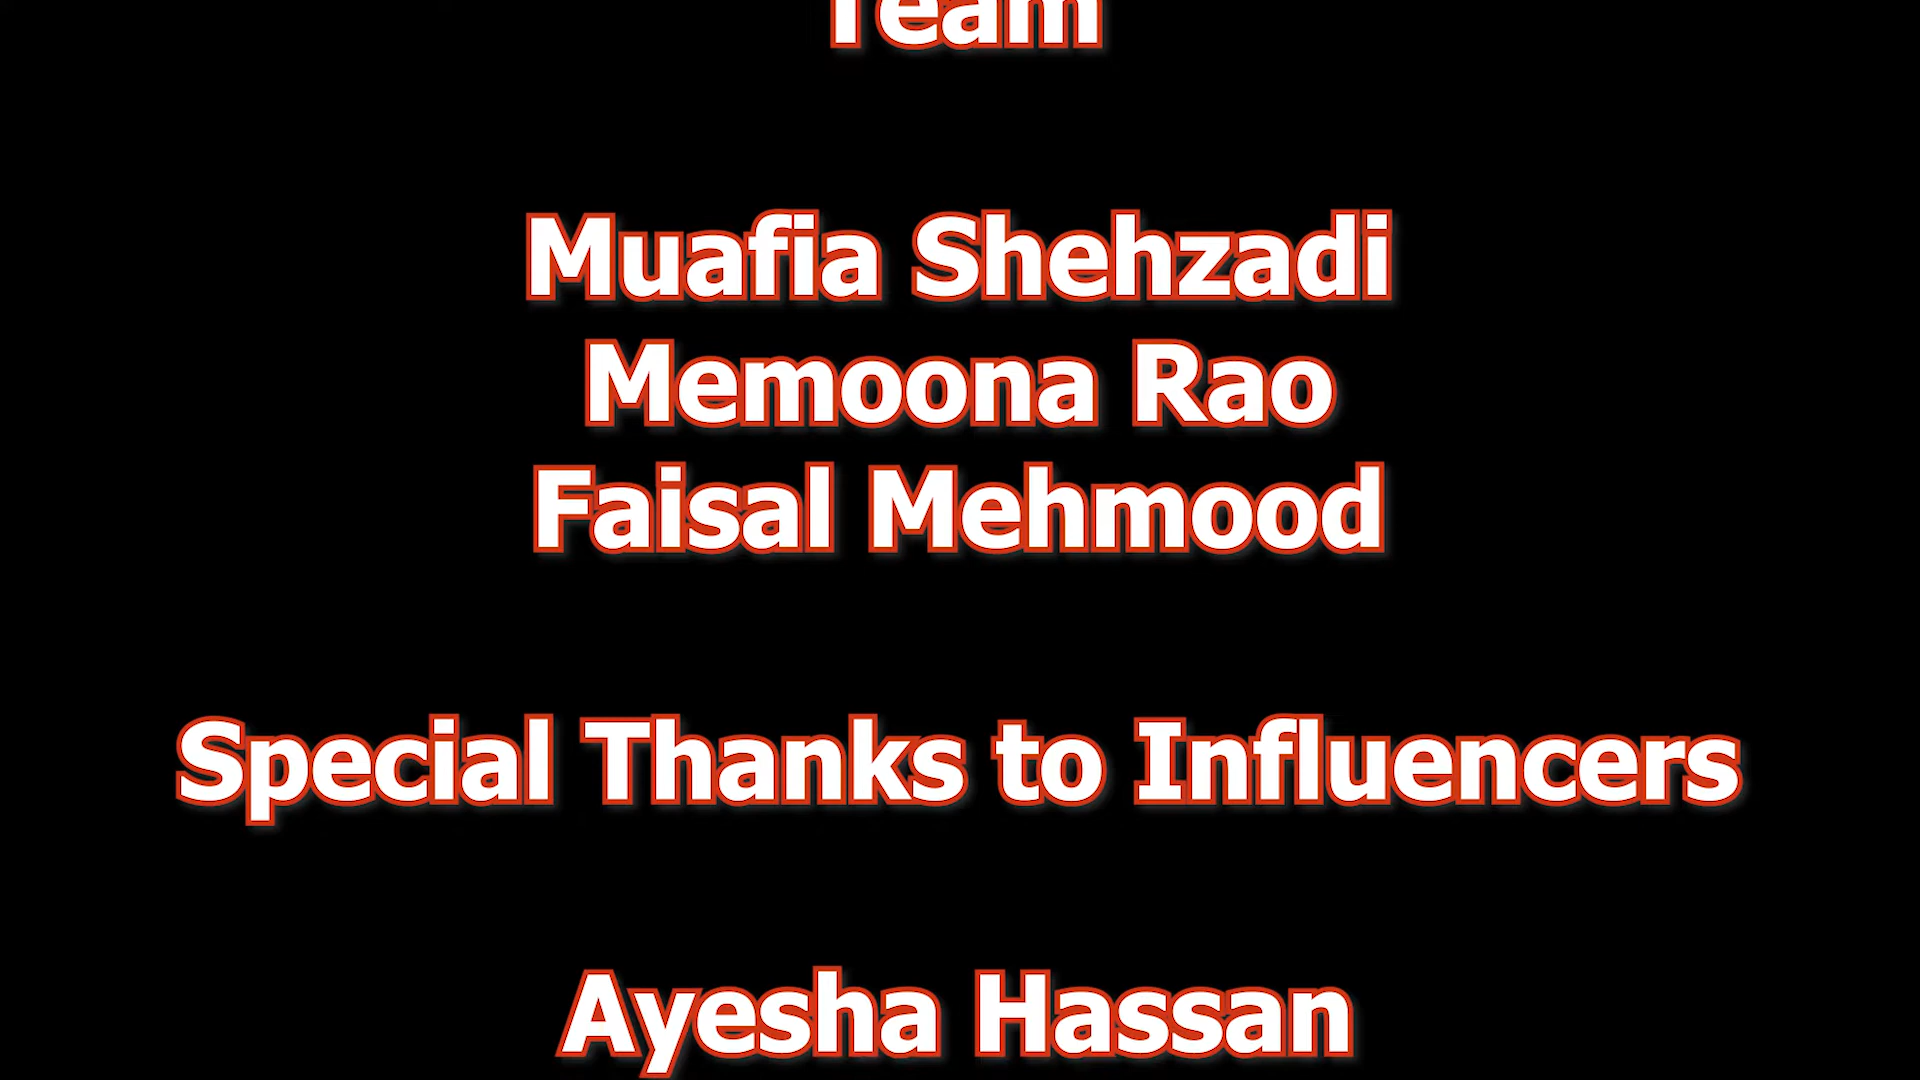 Team
Muafia Shehzadi
Memoona Rao
Faisal Mehmood
Special Thanks to Influencers
Ayesha Hassan